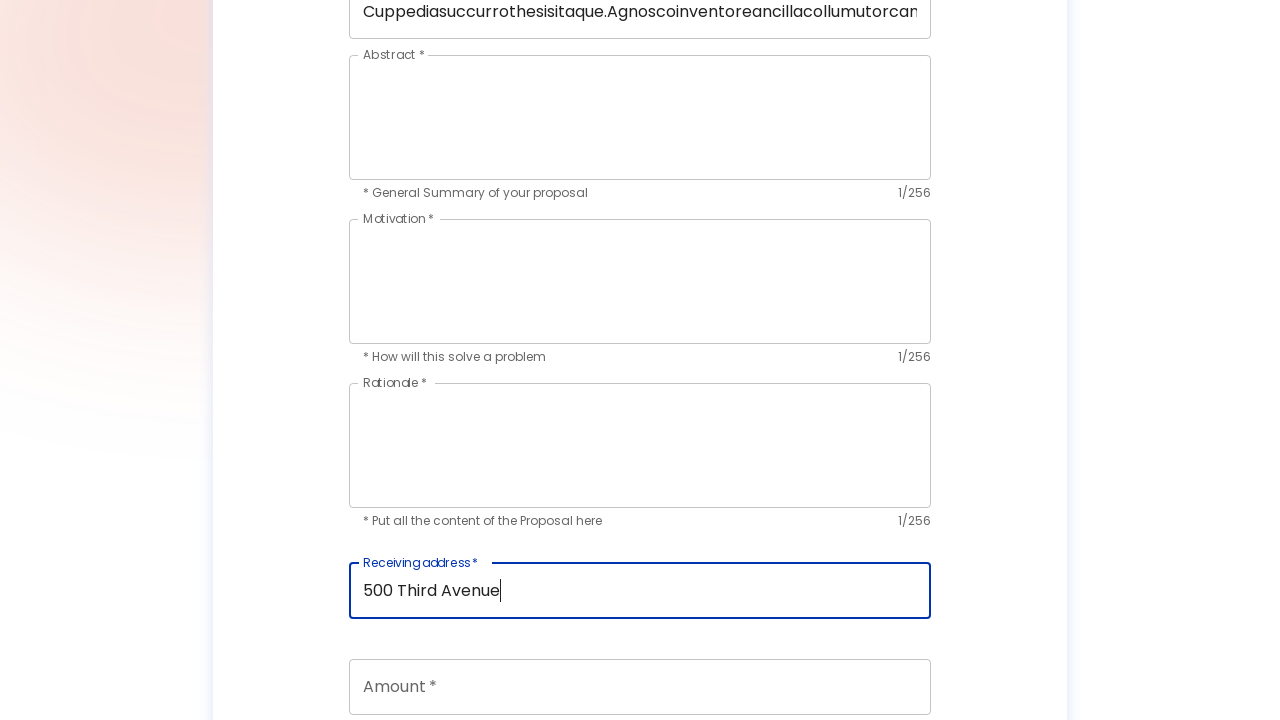 Cuppediasuccurrothesisitaque.Agnoscoinventoreancillacollumutorcan
Abstract *
* General Summary of your proposal
1/256
Motivation *
* How will this solve a problem
1/256
Rationale *
* Put all the content of the Proposal here
1/256
Receiving address *
500 Third Avenue
Amount *